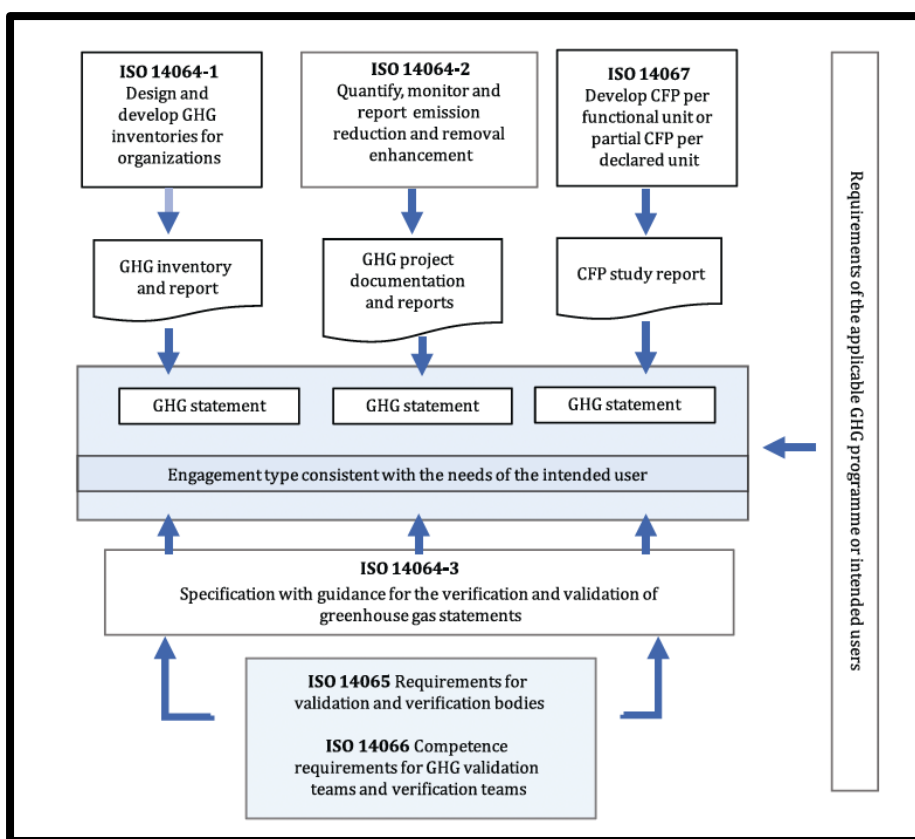 ISO 14064-1
Design and
develop GHG
inventories for
organizations
ISO 14064-2
Quantify, monitor and
report emission
reduction and removal
enhancement
ISO 14067
Develop CFP per
functional unit or
partial CFP per
declared unit
GHG inventory
and report
GHG project
documentation
and reports
CFP study report
GHG statement
GHG statement
GHG statement
Engagement type consistent with the needs of the intended user
ISO 14064-3
Specification with guidance for the verification and validation of
greenhouse gas statements
ISO 14065 Requirements for
validation and verification bodies
ISO 14066 Competence
requirements for GHG validation
teams and verification teams
Requirements of the applicable GHG programme or intended users